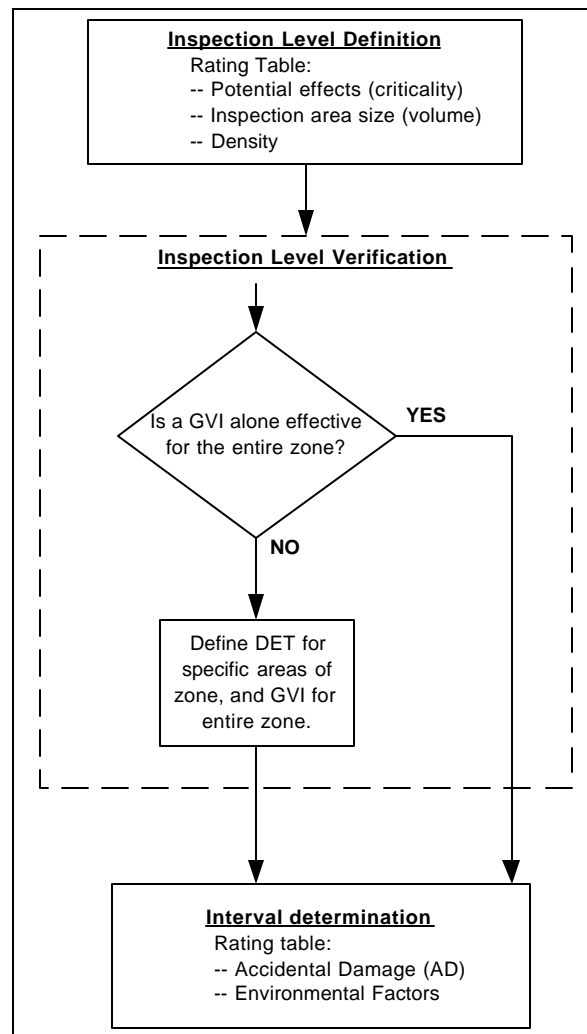 Inspection Level Definition
Rating Table:
-- Potential effects (criticality)
-- Inspection area size (volume)
-- Density
Inspection Level Verification
Is a GVI alone effective
for the entire zone?
YES
NO
Define DET for
specific areas of
zone, and GVI for
entire zone.
Interval determination
Rating table:
-- Accidental Damage (AD)
-- Environmental Factors